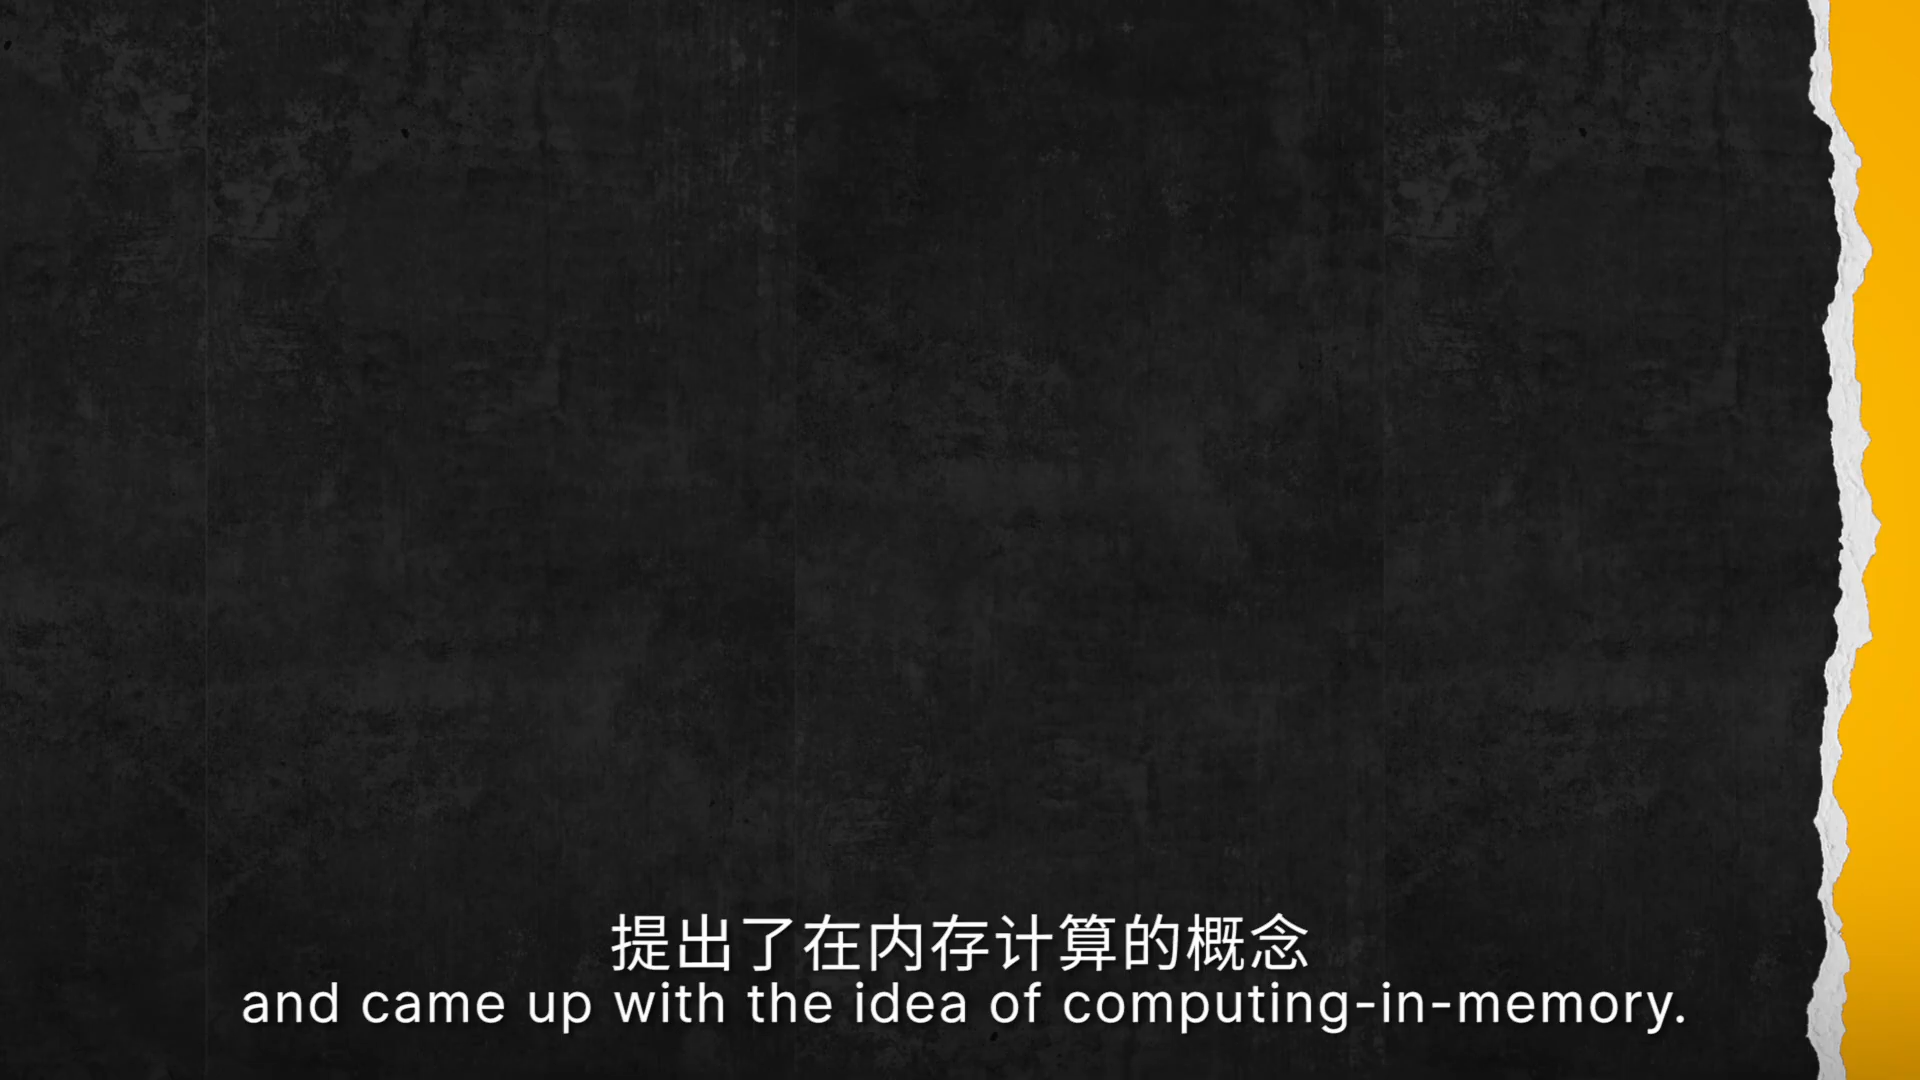 提出了在内存计算的概念
and came up with the idea of computing-in-memory.